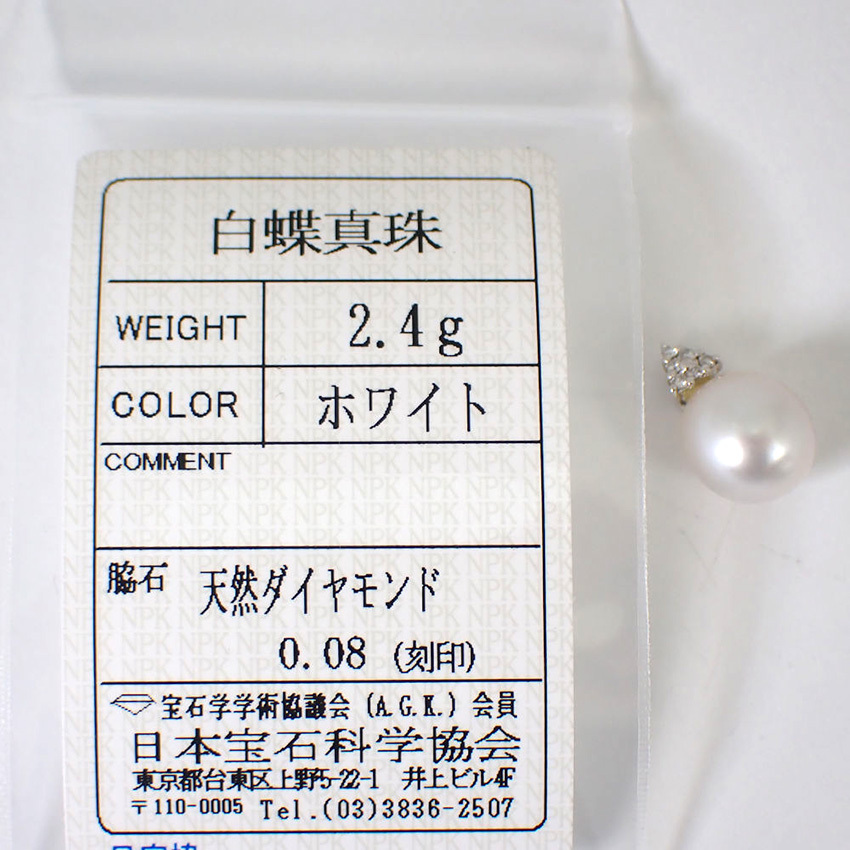 白蝶真珠
WEIGHT 2.4g
COLOR ホワイト
COMMENT
脇石 天然ダイヤモンド
0.08 (刻印)
宝石学学術協議会 (A.G.K.) 会員
日本宝石科学協会
東京都台東区上野5-22-1 井上ビル4F
〒110-0005 Tel.(03)3836-2507